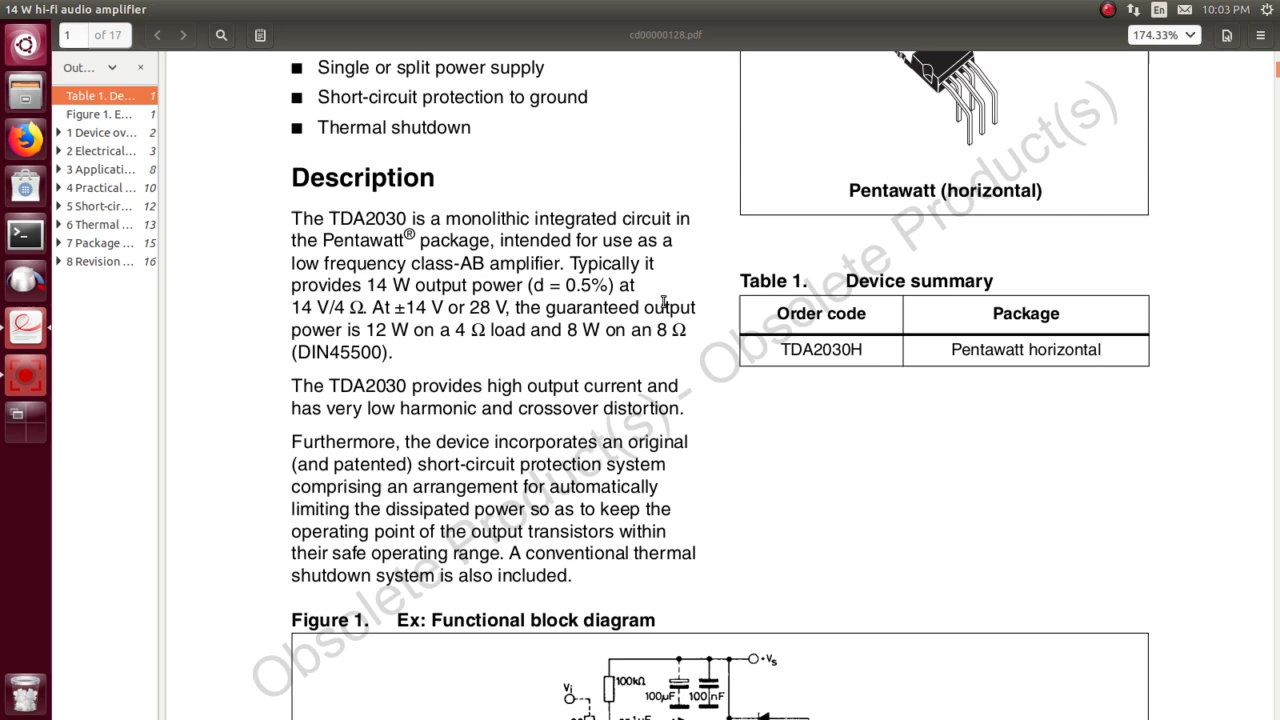 14 W hi-fi audio amplifier
En
10:03 PM
1
of 17
cd00000128.pdf
174.33%
Out...
Table 1. De... 1
Figure 1. E... 1
1 Device ov... 2
2 Electrical... 3
3 Applicati... 8
4 Practical ... 10
5 Short-cir... 12
6 Thermal ... 13
7 Package ... 15
8 Revision ... 16
■ Single or split power supply
■ Short-circuit protection to ground
■ Thermal shutdown
Description
The TDA2030 is a monolithic integrated circuit in
the Pentawatt® package, intended for use as a
low frequency class-AB amplifier. Typically it
provides 14 W output power (d = 0.5%) at
14 V/4 Ω. At ±14 V or 28 V, the guaranteed output
power is 12 W on a 4 Ω load and 8 W on an 8 Ω
(DIN45500).
The TDA2030 provides high output current and
has very low harmonic and crossover distortion.
Furthermore, the device incorporates an original
(and patented) short-circuit protection system
comprising an arrangement for automatically
limiting the dissipated power so as to keep the
operating point of the output transistors within
their safe operating range. A conventional thermal
shutdown system is also included.
Pentawatt (horizontal)
Table 1. Device summary
Order code Package
TDA2030H Pentawatt horizontal
Obsolete Product(s) - Obsolete Product(s)
Figure 1. Ex: Functional block diagram
+Vs
100kΩ
Vi
100µF
100nF